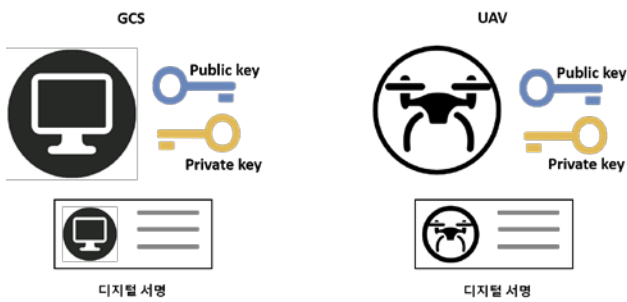 GCS
UAV
Public key
Private key
Public key
Private key
디지털 서명
디지털 서명